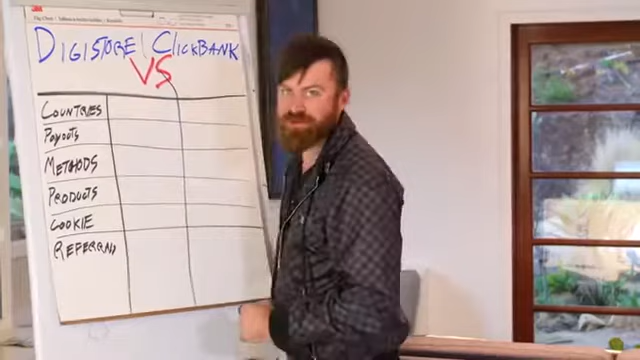 DIGISTORE | CLICKBANK
VS
COUNTRIES
PAYOUTS
METHODS
PRODUCTS
COOKIE
REFERRAL